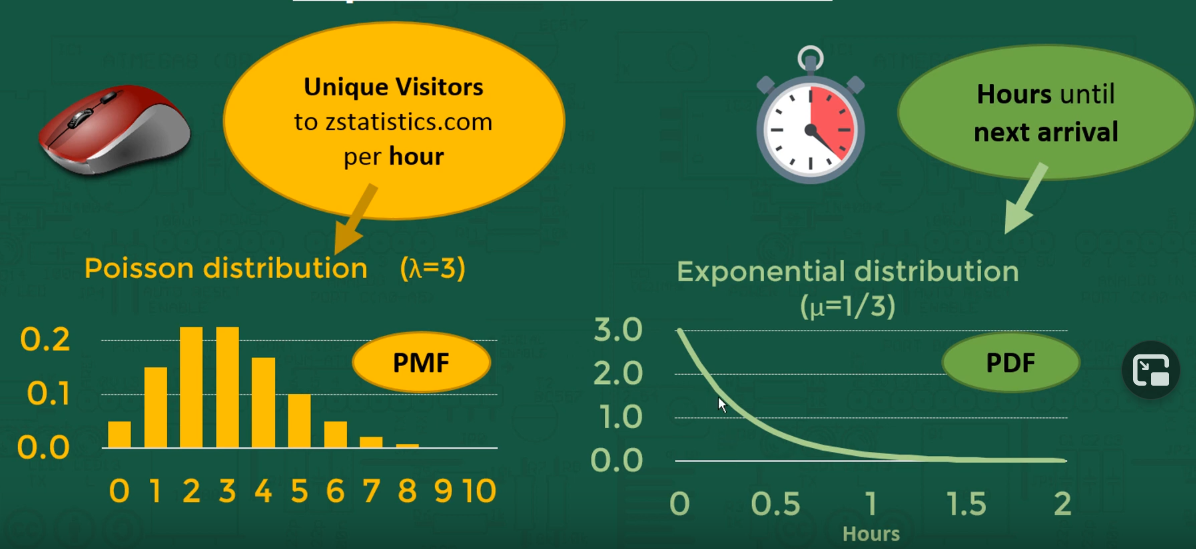 Unique Visitors
to zstatistics.com
per hour
Poisson distribution (λ=3)
0.2
0.1
0.0
PMF
0 1 2 3 4 5 6 7 8 9 10
Hours until
next arrival
Exponential distribution
(μ=1/3)
3.0
2.0
1.0
0.0
PDF
0 0.5 1 1.5 2
Hours